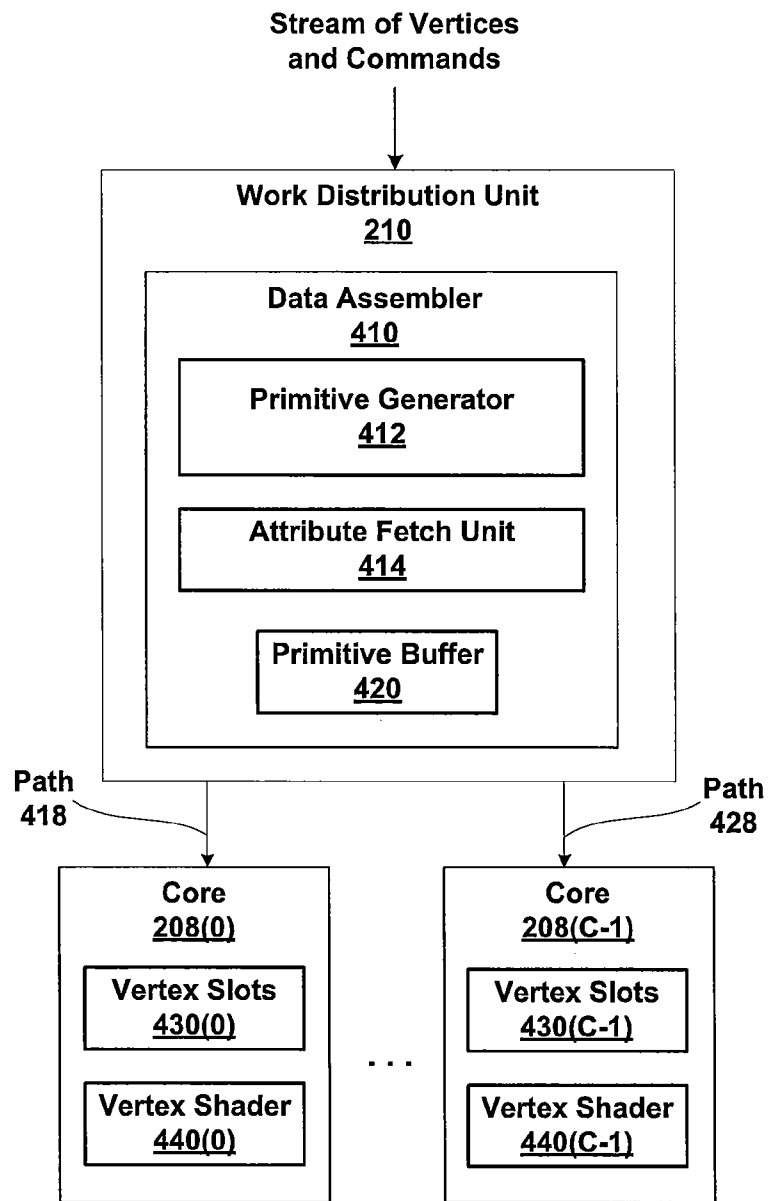 Stream of Vertices
and Commands
Work Distribution Unit
210
Data Assembler
410
Primitive Generator
412
Attribute Fetch Unit
414
Primitive Buffer
420
Path
418
Path
428
Core
208(0)
Vertex Slots
430(0)
Vertex Shader
440(0)
. . .
Core
208(C-1)
Vertex Slots
430(C-1)
Vertex Shader
440(C-1)